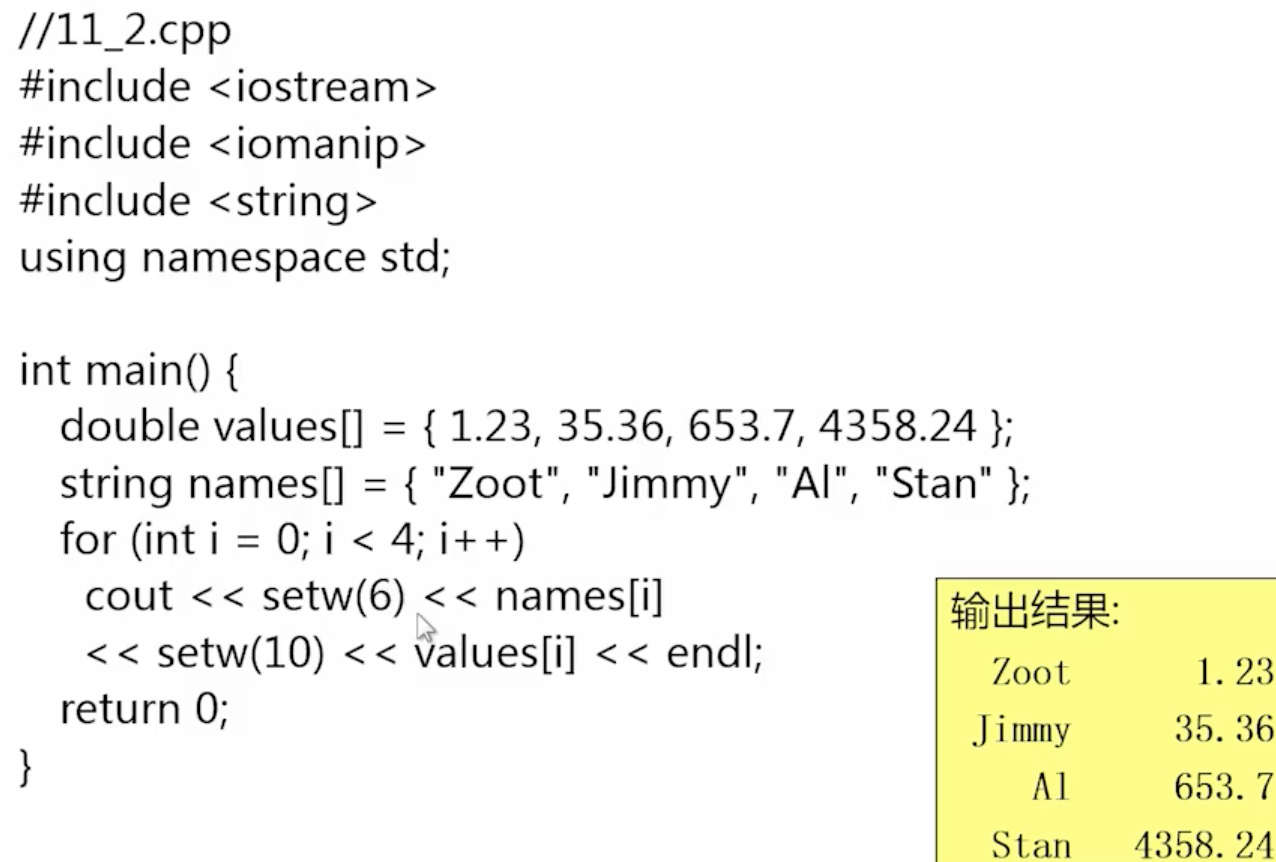 //11_2.cpp
#include <iostream>
#include <iomanip>
#include <string>
using namespace std;
int main() {
double values[] = { 1.23, 35.36, 653.7, 4358.24 };
string names[] = { "Zoot", "Jimmy", "Al", "Stan" };
for (int i = 0; i < 4; i++)
cout << setw(6) << names[i]
<< setw(10) << values[i] << endl;
return 0;
}
输出结果:
Zoot 1.23
Jimmy 35.36
Al 653.7
Stan 4358.24